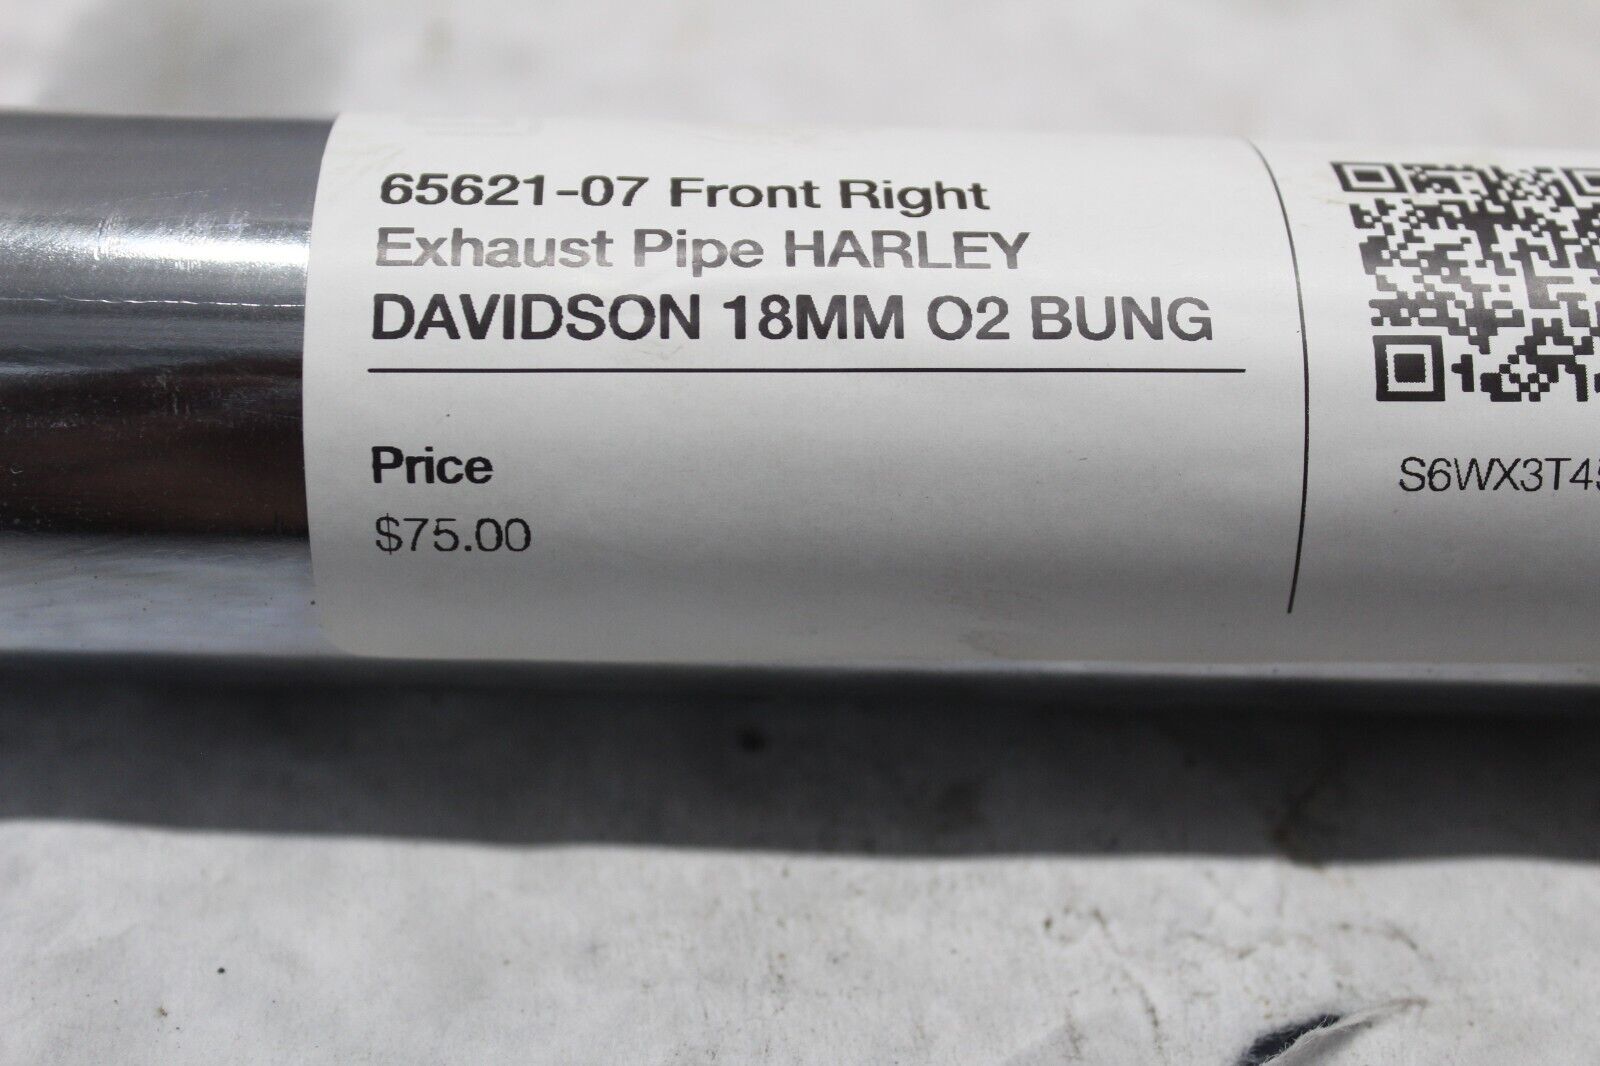 65621-07 Front Right
Exhaust Pipe HARLEY
DAVIDSON 18MM O2 BUNG
Price
$75.00